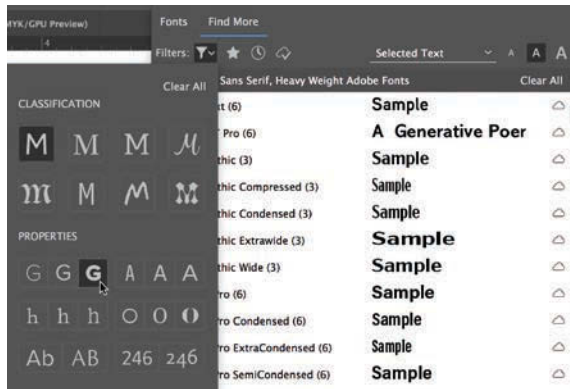 MYK/GPU Preview)
4
Fonts Find More
Filters: Selected Text A A A
Clear All
Sans Serif, Heavy Weight Adobe Fonts Clear All
CLASSIFICATION
M M M M
m M M M
PROPERTIES
G G G A A A
h h h O O O
Ab AB 246 246
xt (6) Sample
Pro (6) A Generative Poer
thic (3) Sample
thic Compressed (3) Sample
thic Condensed (3) Sample
thic Extrawide (3) Sample
thic Wide (3) Sample
ro (6) Sample
ro Condensed (6) Sample
ro ExtraCondensed (6) Sample
ro SemiCondensed (6) Sample